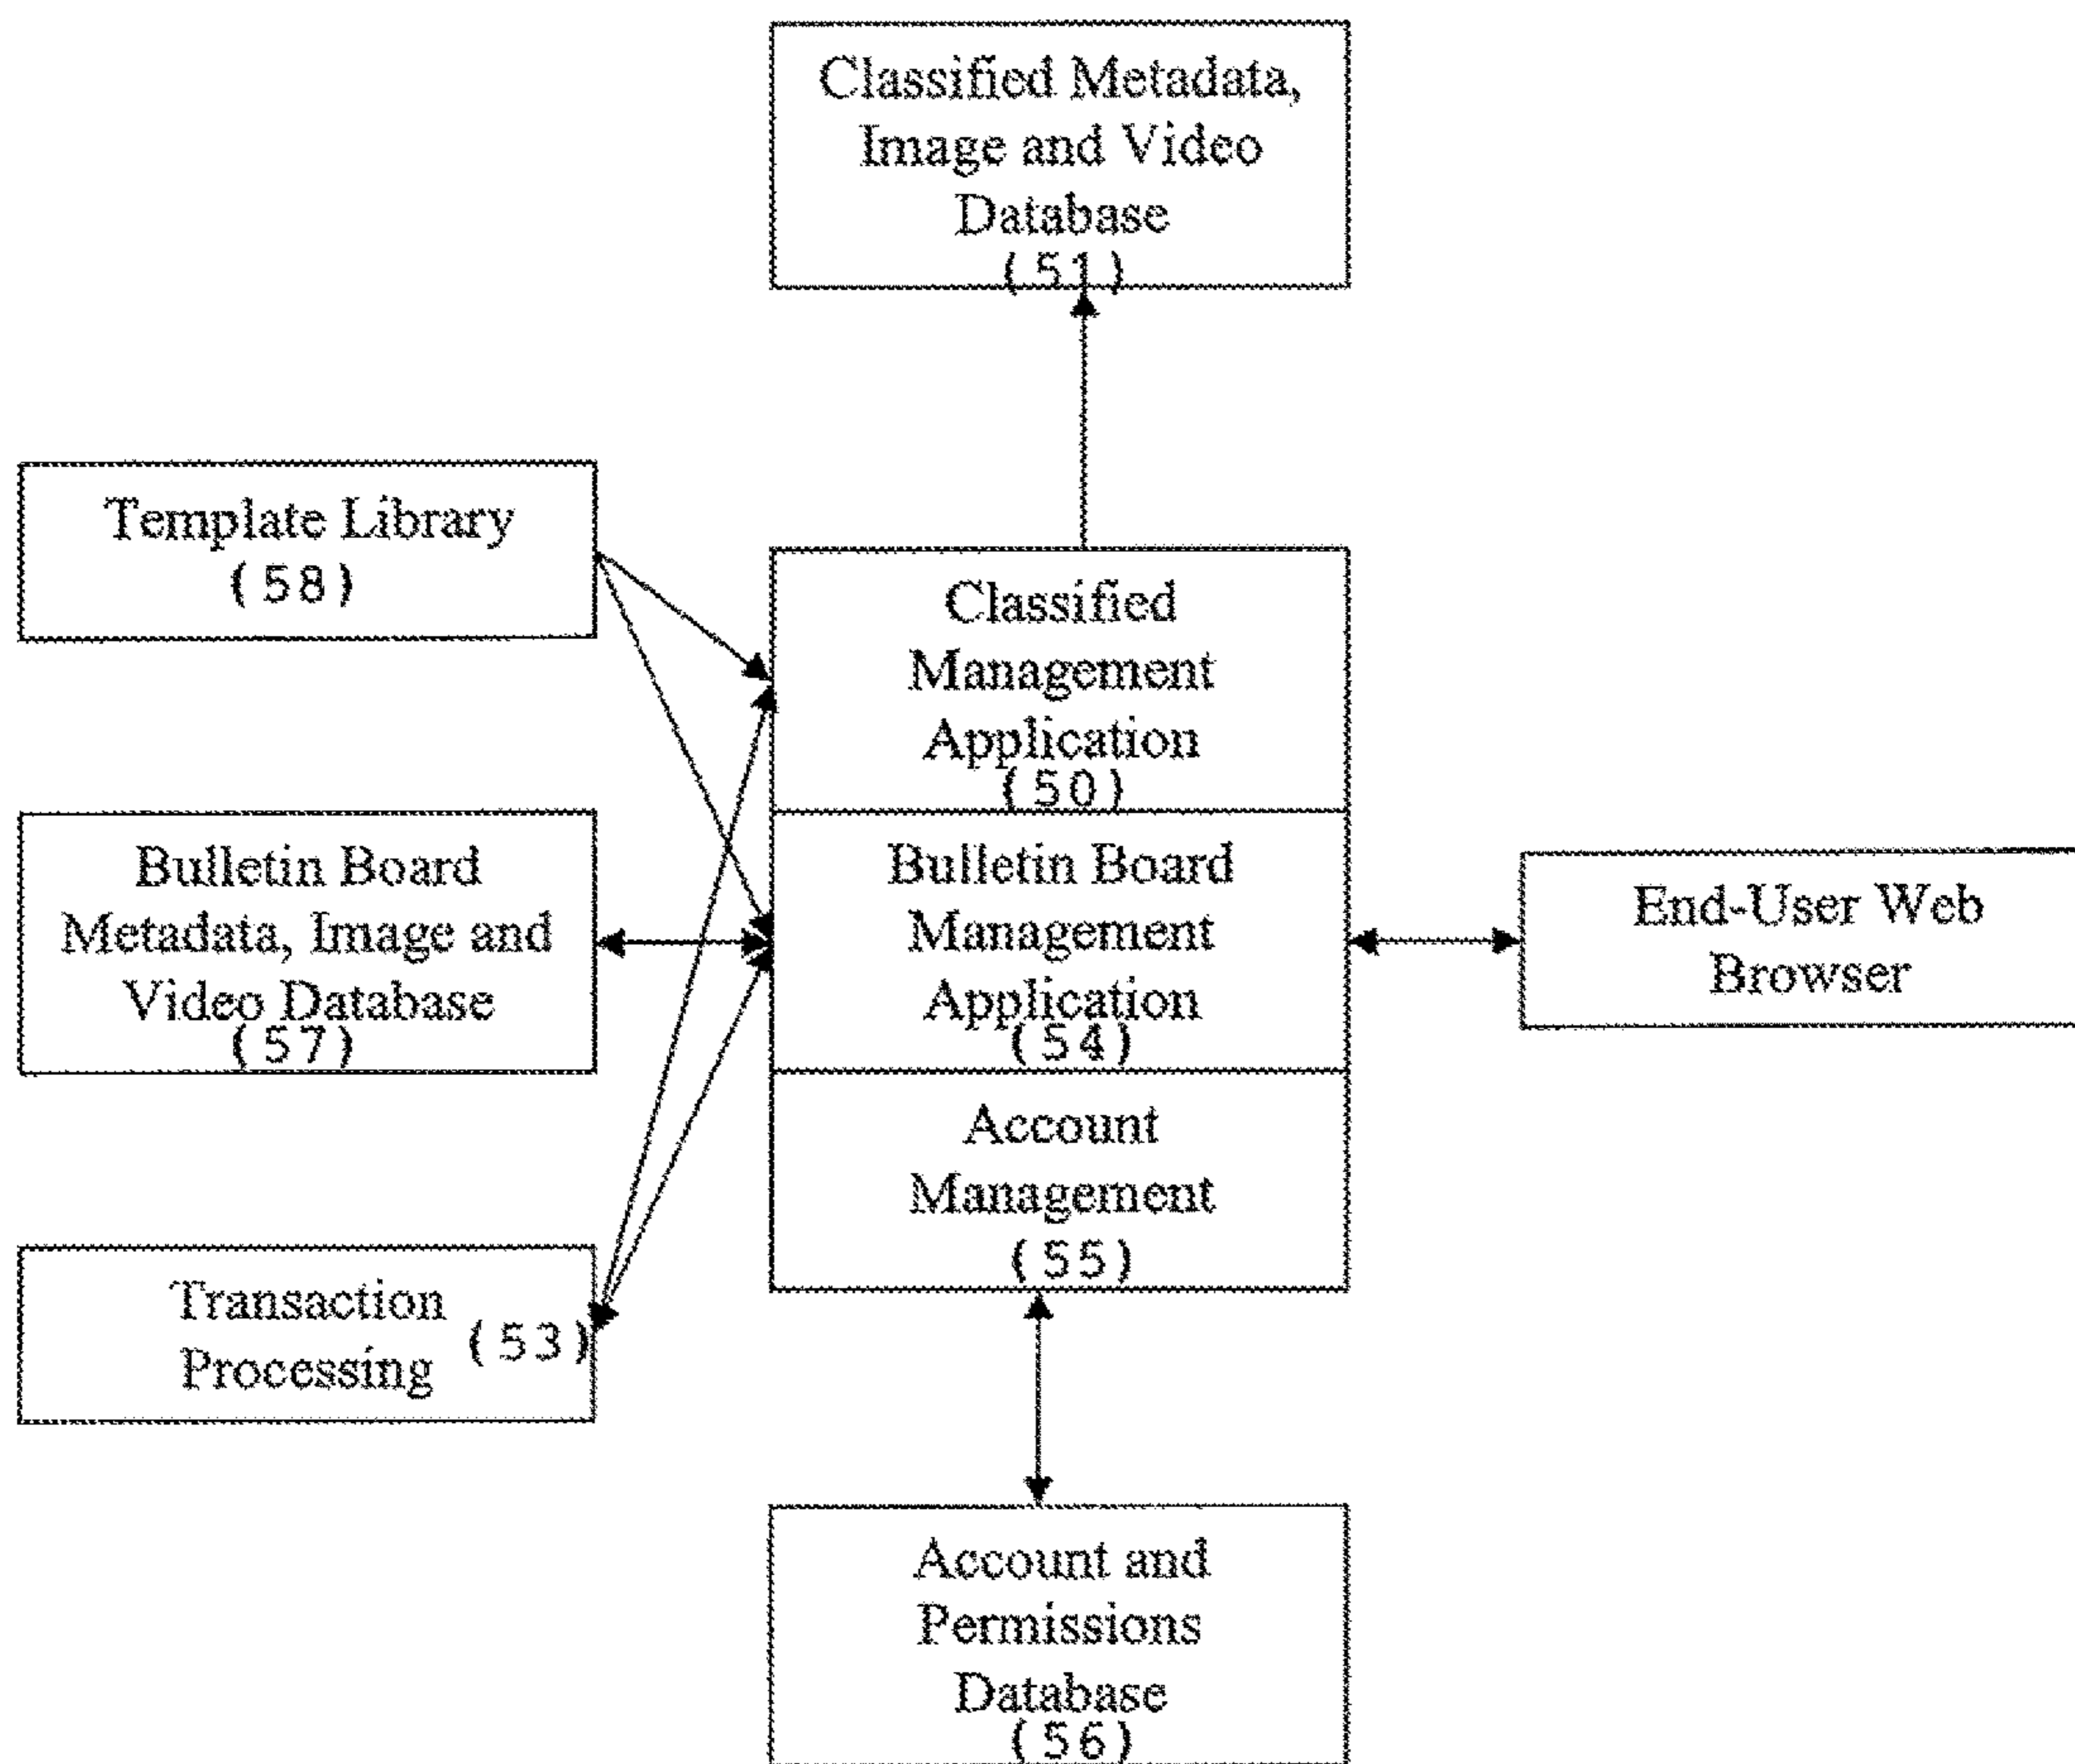 Classified Metadata,
Image and Video
Database
(51)
Template Library
(58)
Classified
Management
Application
(50)
Bulletin Board
Metadata, Image and
Video Database
(57)
Bulletin Board
Management
Application
(54)
End-User Web
Browser
Account
Management
(55)
Transaction
Processing
(53)
Account and
Permissions
Database
(56)